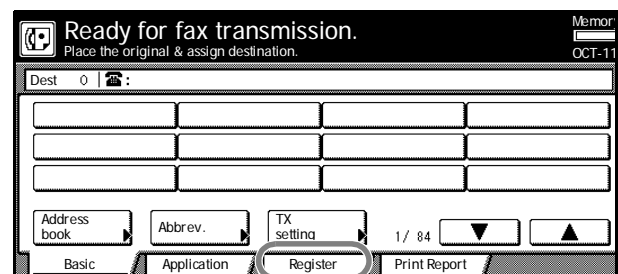 Ready for fax transmission.
Memor
Place the original & assign destination.
OCT-11
Dest 0 ☎:
Address book
Abbrev.
TX setting
1/ 84
Basic
Application
Register
Print Report